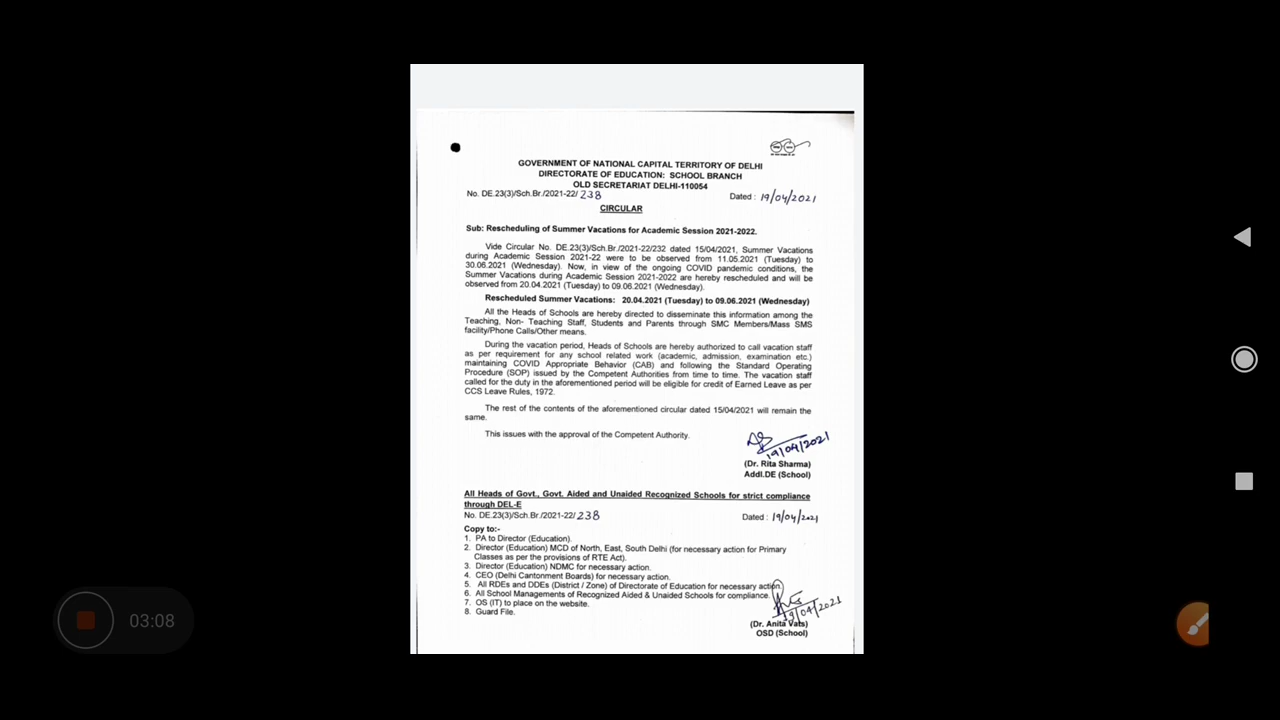 GOVERNMENT OF NATIONAL CAPITAL TERRITORY OF DELHI
DIRECTORATE OF EDUCATION: SCHOOL BRANCH
OLD SECRETARIAT DELHI-110054
No. DE.23(3)/Sch.Br./2021-22/ 238 Dated : 19/04/2021
CIRCULAR
Sub: Rescheduling of Summer Vacations for Academic Session 2021-2022.
Vide Circular No. DE.23(3)/Sch.Br./2021-22/232 dated 15/04/2021, Summer Vacations
during Academic Session 2021-22 were to be observed from 11.05.2021 (Tuesday) to
30.06.2021 (Wednesday). Now, in view of the ongoing COVID pandemic conditions, the
Summer Vacations during Academic Session 2021-2022 are hereby rescheduled and will be
observed from 20.04.2021 (Tuesday) to 09.06.2021 (Wednesday).
Rescheduled Summer Vacations: 20.04.2021 (Tuesday) to 09.06.2021 (Wednesday)
All the Heads of Schools are hereby directed to disseminate this information among the
Teaching, Non- Teaching Staff, Students and Parents through SMC Members/Mass SMS
facility/Phone Calls/Other means.
During the vacation period, Heads of Schools are hereby authorized to call vacation staff
as per requirement for any school related work (academic, admission, examination etc.)
maintaining COVID Appropriate Behavior (CAB) and following the Standard Operating
Procedure (SOP) issued by the Competent Authorities from time to time. The vacation staff
called for the duty in the aforementioned period will be eligible for credit of Earned Leave as per
CCS Leave Rules, 1972.
The rest of the contents of the aforementioned circular dated 15/04/2021 will remain the
same.
This issues with the approval of the Competent Authority.
19/04/2021
(Dr. Rita Sharma)
Addl.DE (School)
All Heads of Govt., Govt. Aided and Unaided Recognized Schools for strict compliance
through DEL-E
No. DE.23(3)/Sch.Br./2021-22/ 238 Dated : 19/04/2021
Copy to:-
1. PA to Director (Education).
2. Director (Education) MCD of North, East, South Delhi (for necessary action for Primary
Classes as per the provisions of RTE Act).
3. Director (Education) NDMC for necessary action.
4. CEO (Delhi Cantonment Boards) for necessary action.
5. All RDEs and DDEs (District / Zone) of Directorate of Education for necessary action.
6. All School Managements of Recognized Aided & Unaided Schools for compliance.
7. OS (IT) to place on the website.
8. Guard File.
19/04/2021
(Dr. Anita Vats)
OSD (School)
03:08